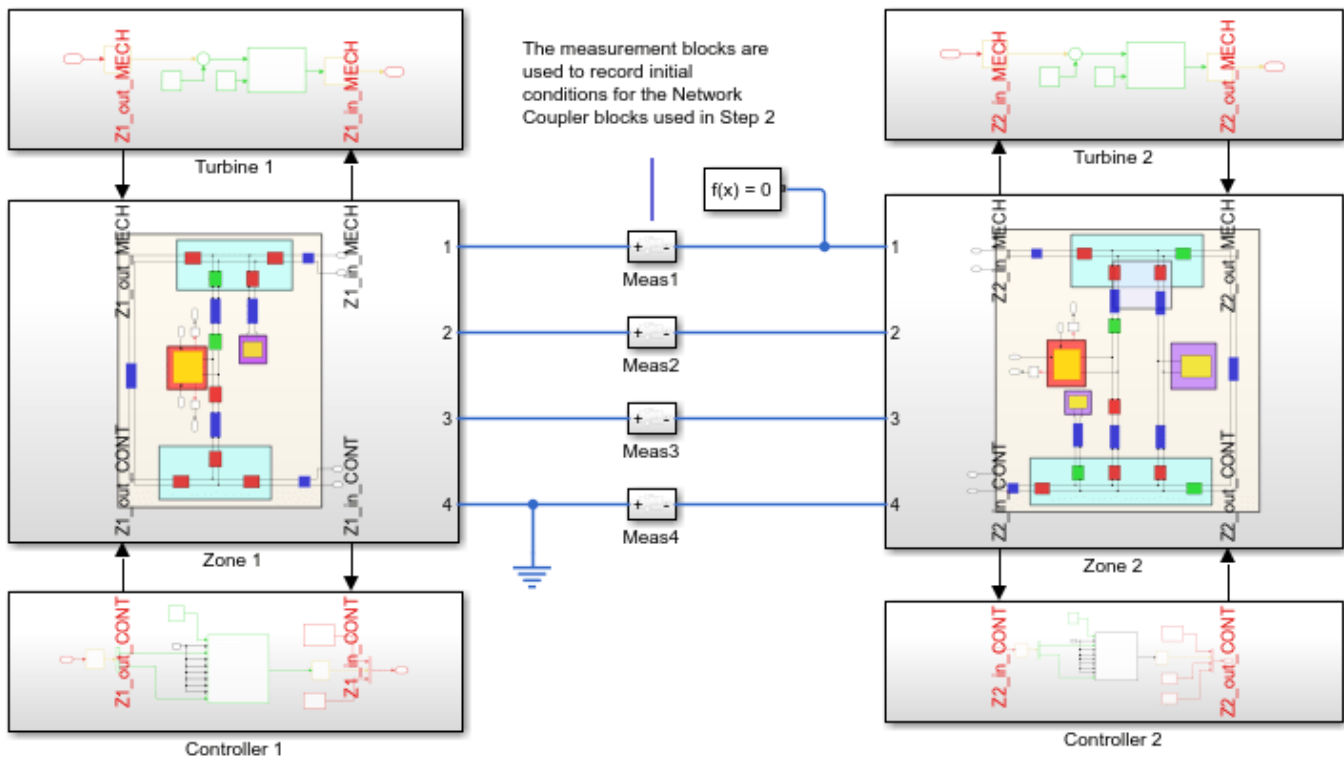 Z1_out_MECH
Z1_in_MECH
Turbine 1
The measurement blocks are
used to record initial
conditions for the Network
Coupler blocks used in Step 2
Z2_in_MECH
Z2_out_MECH
Turbine 2
f(x) = 0
Z1_out_MECH
Z1_in_MECH
Z1_out_CONT
Z1_in_CONT
1
2
3
4
Zone 1
+ -
Meas1
+ -
Meas2
+ -
Meas3
+ -
Meas4
1
2
3
4
Z2_in_MECH
Z2_out_MECH
Z2_in_CONT
Z2_out_CONT
Zone 2
Z1_out_CONT
Z1_in_CONT
Controller 1
Z2_in_CONT
Z2_out_CONT
Controller 2